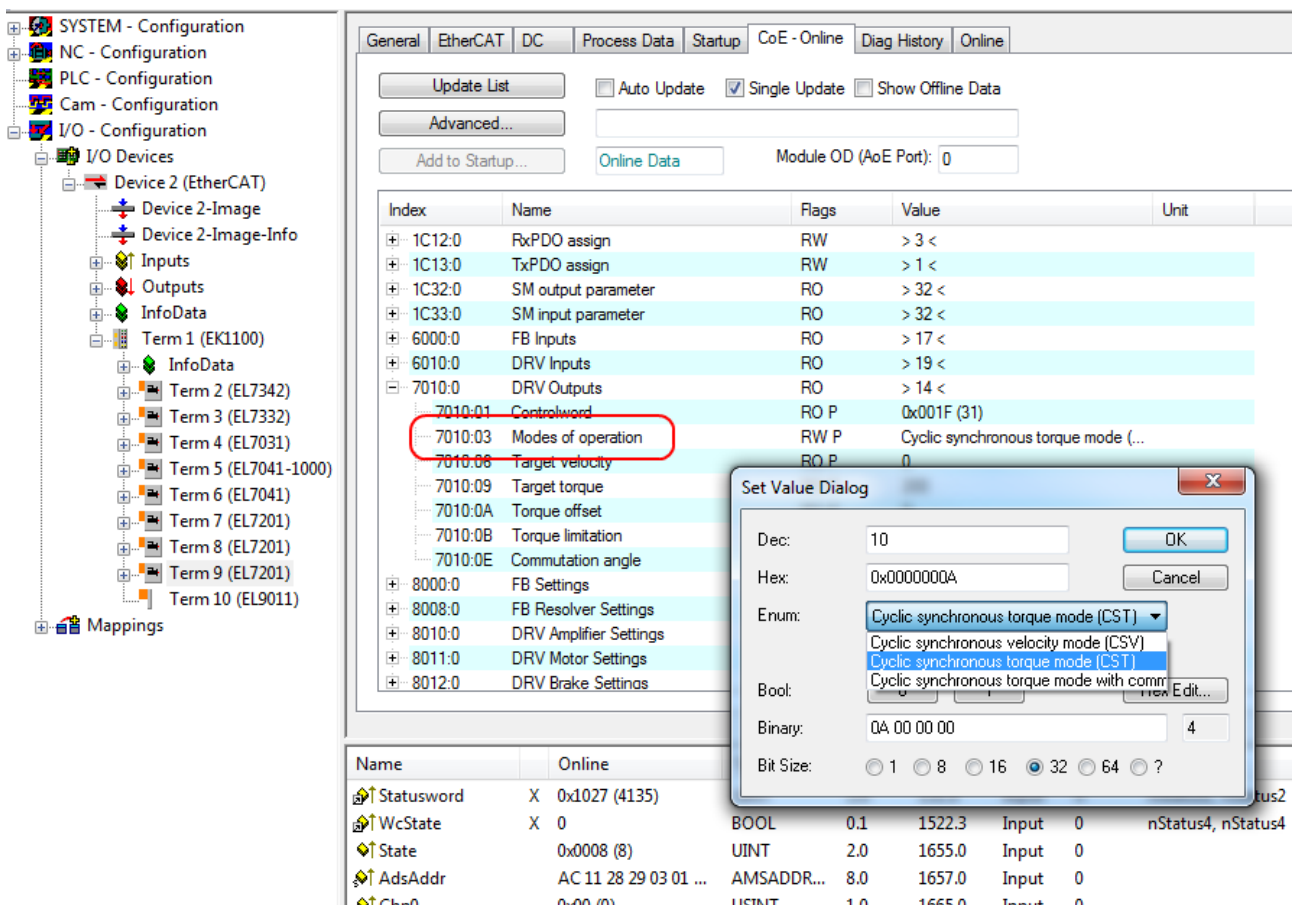 SYSTEM - Configuration
NC - Configuration
PLC - Configuration
Cam - Configuration
I/O - Configuration
I/O Devices
Device 2 (EtherCAT)
Device 2-Image
Device 2-Image-Info
Inputs
Outputs
InfoData
Term 1 (EK1100)
InfoData
Term 2 (EL7342)
Term 3 (EL7332)
Term 4 (EL7031)
Term 5 (EL7041-1000)
Term 6 (EL7041)
Term 7 (EL7201)
Term 8 (EL7201)
Term 9 (EL7201)
Term 10 (EL9011)
Mappings
General EtherCAT DC Process Data Startup CoE - Online Diag History Online
Update List Auto Update Single Update Show Offline Data
Advanced...
Add to Startup... Online Data Module OD (AoE Port): 0
Index Name Flags Value Unit
1C12:0 RxPDO assign RW > 3 <
1C13:0 TxPDO assign RW > 1 <
1C32:0 SM output parameter RO > 32 <
1C33:0 SM input parameter RO > 32 <
6000:0 FB Inputs RO > 17 <
6010:0 DRV Inputs RO > 19 <
7010:0 DRV Outputs RO > 14 <
7010:01 Controlword RO P 0x001F (31)
7010:03 Modes of operation RW P Cyclic synchronous torque mode (...
7010:06 Target velocity RO P 0
7010:09 Target torque
7010:0A Torque offset
7010:0B Torque limitation
7010:0E Commutation angle
8000:0 FB Settings
8008:0 FB Resolver Settings
8010:0 DRV Amplifier Settings
8011:0 DRV Motor Settings
8012:0 DRV Brake Settings
Set Value Dialog
Dec: 10 OK
Hex: 0x0000000A Cancel
Enum: Cyclic synchronous torque mode (CST)
Cyclic synchronous velocity mode (CSV)
Cyclic synchronous torque mode (CST)
Cyclic synchronous torque mode with comm
Bool: Hex Edit...
Binary: 0A 00 00 00 4
Bit Size: 1 8 16 32 64 ?
Name Online
Statusword X 0x1027 (4135)
WcState X 0 BOOL 0.1 1522.3 Input 0 nStatus4, nStatus4
State 0x0008 (8) UINT 2.0 1655.0 Input 0
AdsAddr AC 11 28 29 03 01 ... AMSADDR... 8.0 1657.0 Input 0